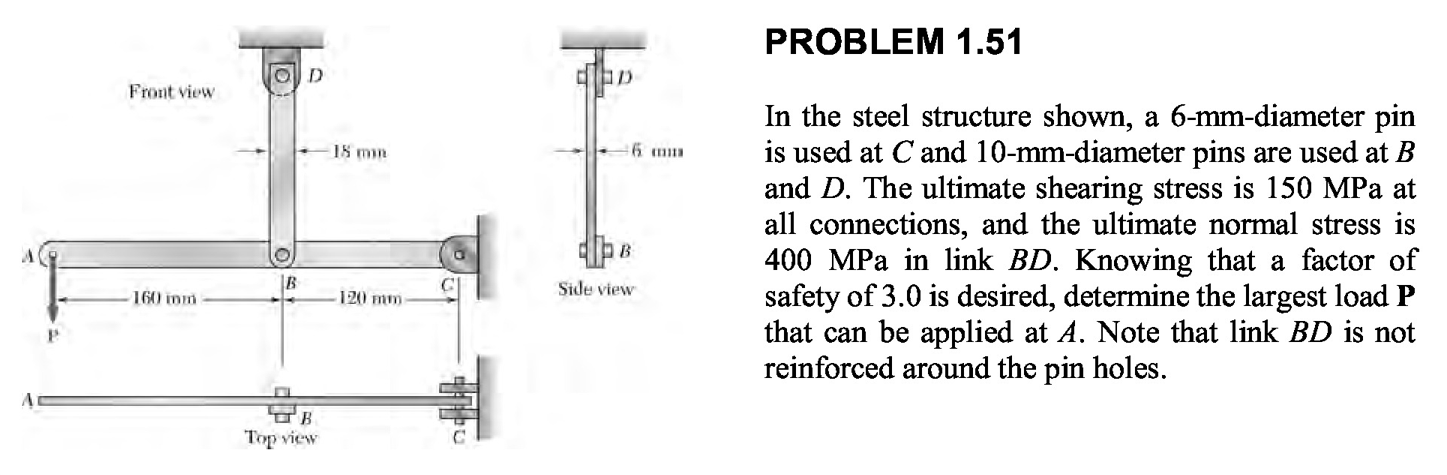 PROBLEM 1.51
In the steel structure shown, a 6-mm-diameter pin
is used at C and 10-mm-diameter pins are used at B
and D. The ultimate shearing stress is 150 MPa at
all connections, and the ultimate normal stress is
400 MPa in link BD. Knowing that a factor of
safety of 3.0 is desired, determine the largest load P
that can be applied at A. Note that link BD is not
reinforced around the pin holes.
Front view
D
18 mm
A
B
C
160 mm
120 mm
P
D
6 mm
B
Side view
A
B
C
Top view